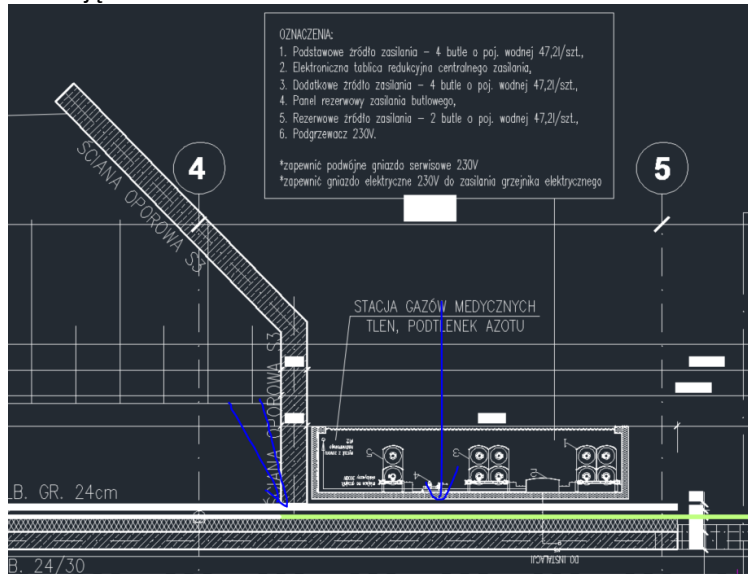 OZNACZENIA:
1. Podstawowe źródło zasilania – 4 butle o poj. wodnej 47,2l/szt.,
2. Elektroniczna tablica redukcyjna centralnego zasilania,
3. Dodatkowe źródło zasilania – 4 butle o poj. wodnej 47,2l/szt.,
4. Panel rezerwowy zasilania butlowego,
5. Rezerwowe źródło zasilania – 2 butle o poj. wodnej 47,2l/szt.,
6. Podgrzewacz 230V.
*zapewnić podwójne gniazdo serwisowe 230V
*zapewnić gniazdo elektryczne 230V do zasilania grzejnika elektrycznego
4
5
ŚCIANA OPOROWA S3
STACJA GAZÓW MEDYCZNYCH
TLEN, PODTLENEK AZOTU
ŚCIANA OPOROWA S3
5
3
1
4
B. GR. 24cm
B. 24/30
DO INSTALACJI